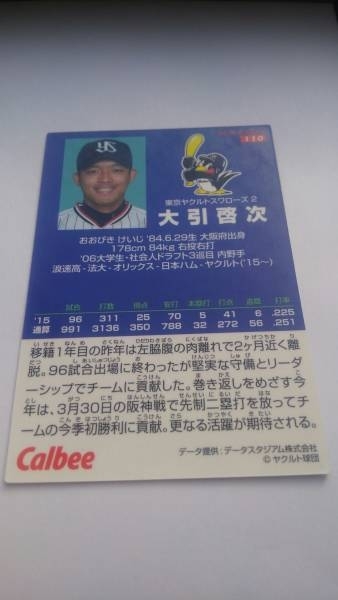 110
東京ヤクルトスワローズ 2
大引啓次
おおびき けいじ '84.6.29生 大阪府出身
178cm 84kg 右投右打
'06大学生・社会人ドラフト3巡目 内野手
浪速高-法大-オリックス-日本ハム-ヤクルト('15~)
試合 打数 得点 安打 本塁打 打点 盗塁 打率
'15 96 311 25 70 5 41 6 .225
通算 991 3136 350 788 32 272 56 .251
移籍1年目の昨年は左脇腹の肉離れで2ヶ月近く離
脱。96試合出場に終わったが堅実な守備とリーダ
ーシップでチームに貢献した。巻き返しをめざす今
年は、3月30日の阪神戦で先制二塁打を放ってチ
ームの今季初勝利に貢献。更なる活躍が期待される。
Calbee
データ提供：データスタジアム株式会社
©ヤクルト球団